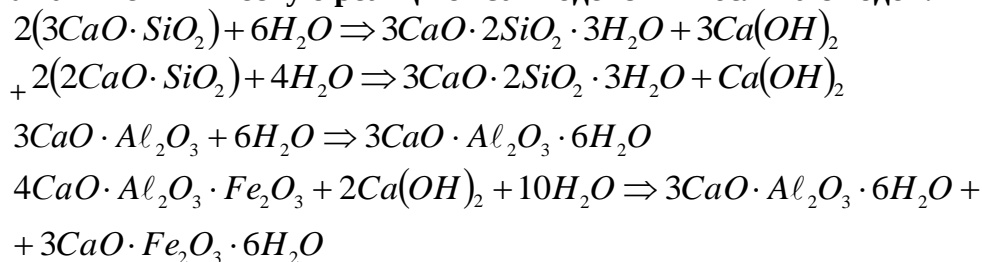 2(3CaO·SiO₂)+6H₂O⇒3CaO·2SiO₂·3H₂O+3Ca(OH)₂
+ 2(2CaO·SiO₂)+4H₂O⇒3CaO·2SiO₂·3H₂O+Ca(OH)₂
3CaO·Aℓ₂O₃+6H₂O⇒3CaO·Aℓ₂O₃·6H₂O
4CaO·Aℓ₂O₃·Fe₂O₃+2Ca(OH)₂+10H₂O⇒3CaO·Aℓ₂O₃·6H₂O+
+3CaO·Fe₂O₃·6H₂O